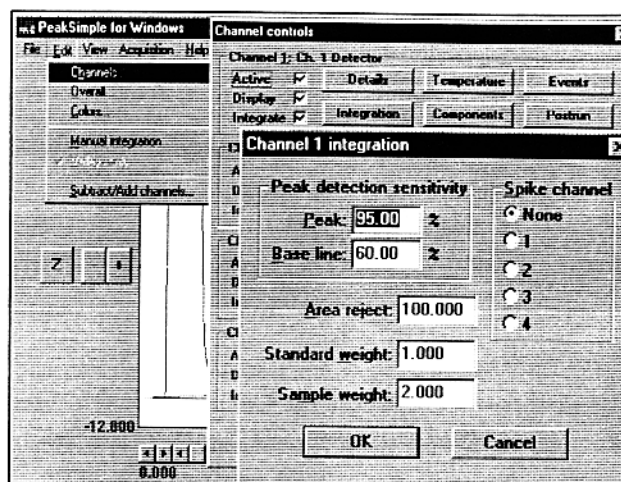 PeakSimple for Windows
File Edit View Acquisition Help
Channels
Overall
Colors...
Manual integration
Subtract/Add channels...
Z
-12.800
0.000
Channel controls
Channel 1: Ch. 1 Detector
Active Details Temperature Events
Display
Integrate Integration Components Postrun
Channel 1 integration
Peak detection sensitivity
Peak: 95.00 %
Base line: 60.00 %
Area reject: 100.000
Standard weight: 1.000
Sample weight: 2.000
Spike channel
None
1
2
3
4
OK Cancel